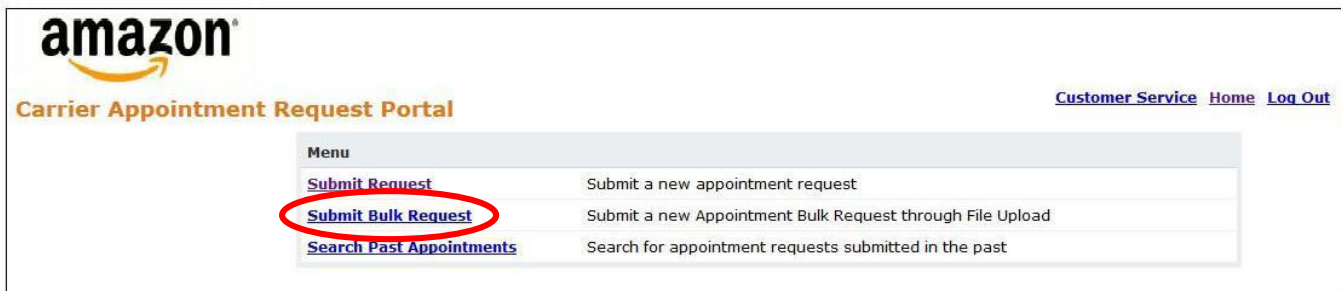 amazon
Customer Service Home Log Out
Carrier Appointment Request Portal
Menu
Submit Request Submit a new appointment request
Submit Bulk Request Submit a new Appointment Bulk Request through File Upload
Search Past Appointments Search for appointment requests submitted in the past